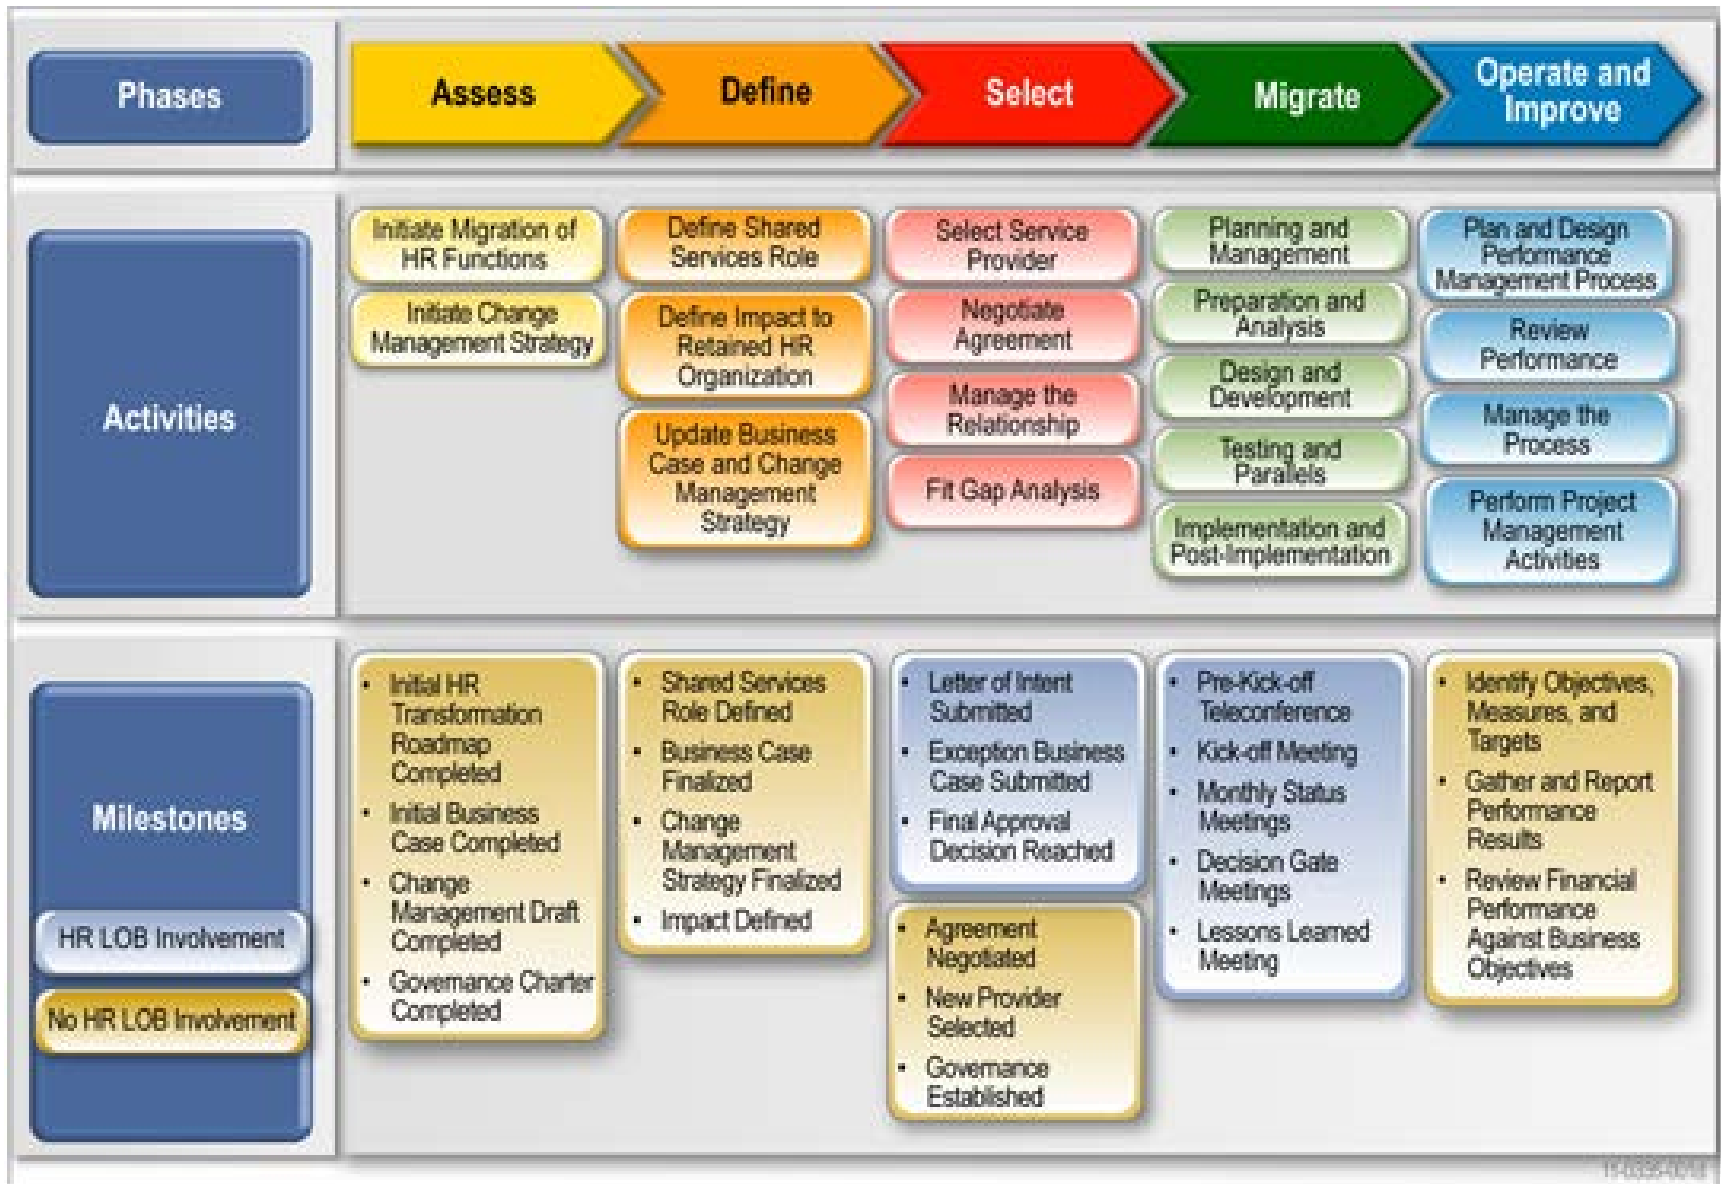 Phases
Assess
Define
Select
Migrate
Operate and
Improve
Activities
Initiate Migration of
HR Functions
Initiate Change
Management Strategy
Define Shared
Services Role
Define Impact to
Retained HR
Organization
Update Business
Case and Change
Management
Strategy
Select Service
Provider
Negotiate
Agreement
Manage the
Relationship
Fit Gap Analysis
Planning and
Management
Preparation and
Analysis
Design and
Development
Testing and
Parallels
Implementation and
Post-Implementation
Plan and Design
Performance
Management Process
Review
Performance
Manage the
Process
Perform Project
Management
Activities
Milestones
HR LOB Involvement
No HR LOB Involvement
• Initial HR
Transformation
Roadmap
Completed
• Initial Business
Case Completed
• Change
Management Draft
Completed
• Governance Charter
Completed
• Shared Services
Role Defined
• Business Case
Finalized
• Change
Management
Strategy Finalized
• Impact Defined
• Letter of Intent
Submitted
• Exception Business
Case Submitted
• Final Approval
Decision Reached
• Agreement
Negotiated
• New Provider
Selected
• Governance
Established
• Pre-Kick-off
Teleconference
• Kick-off Meeting
• Monthly Status
Meetings
• Decision Gate
Meetings
• Lessons Learned
Meeting
• Identify Objectives,
Measures, and
Targets
• Gather and Report
Performance
Results
• Review Financial
Performance
Against Business
Objectives